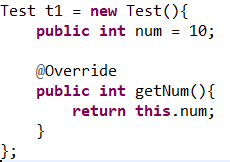 Test t1 = new Test(){
    public int num = 10;

    @Override
    public int getNum(){
        return this.num;
    }
};